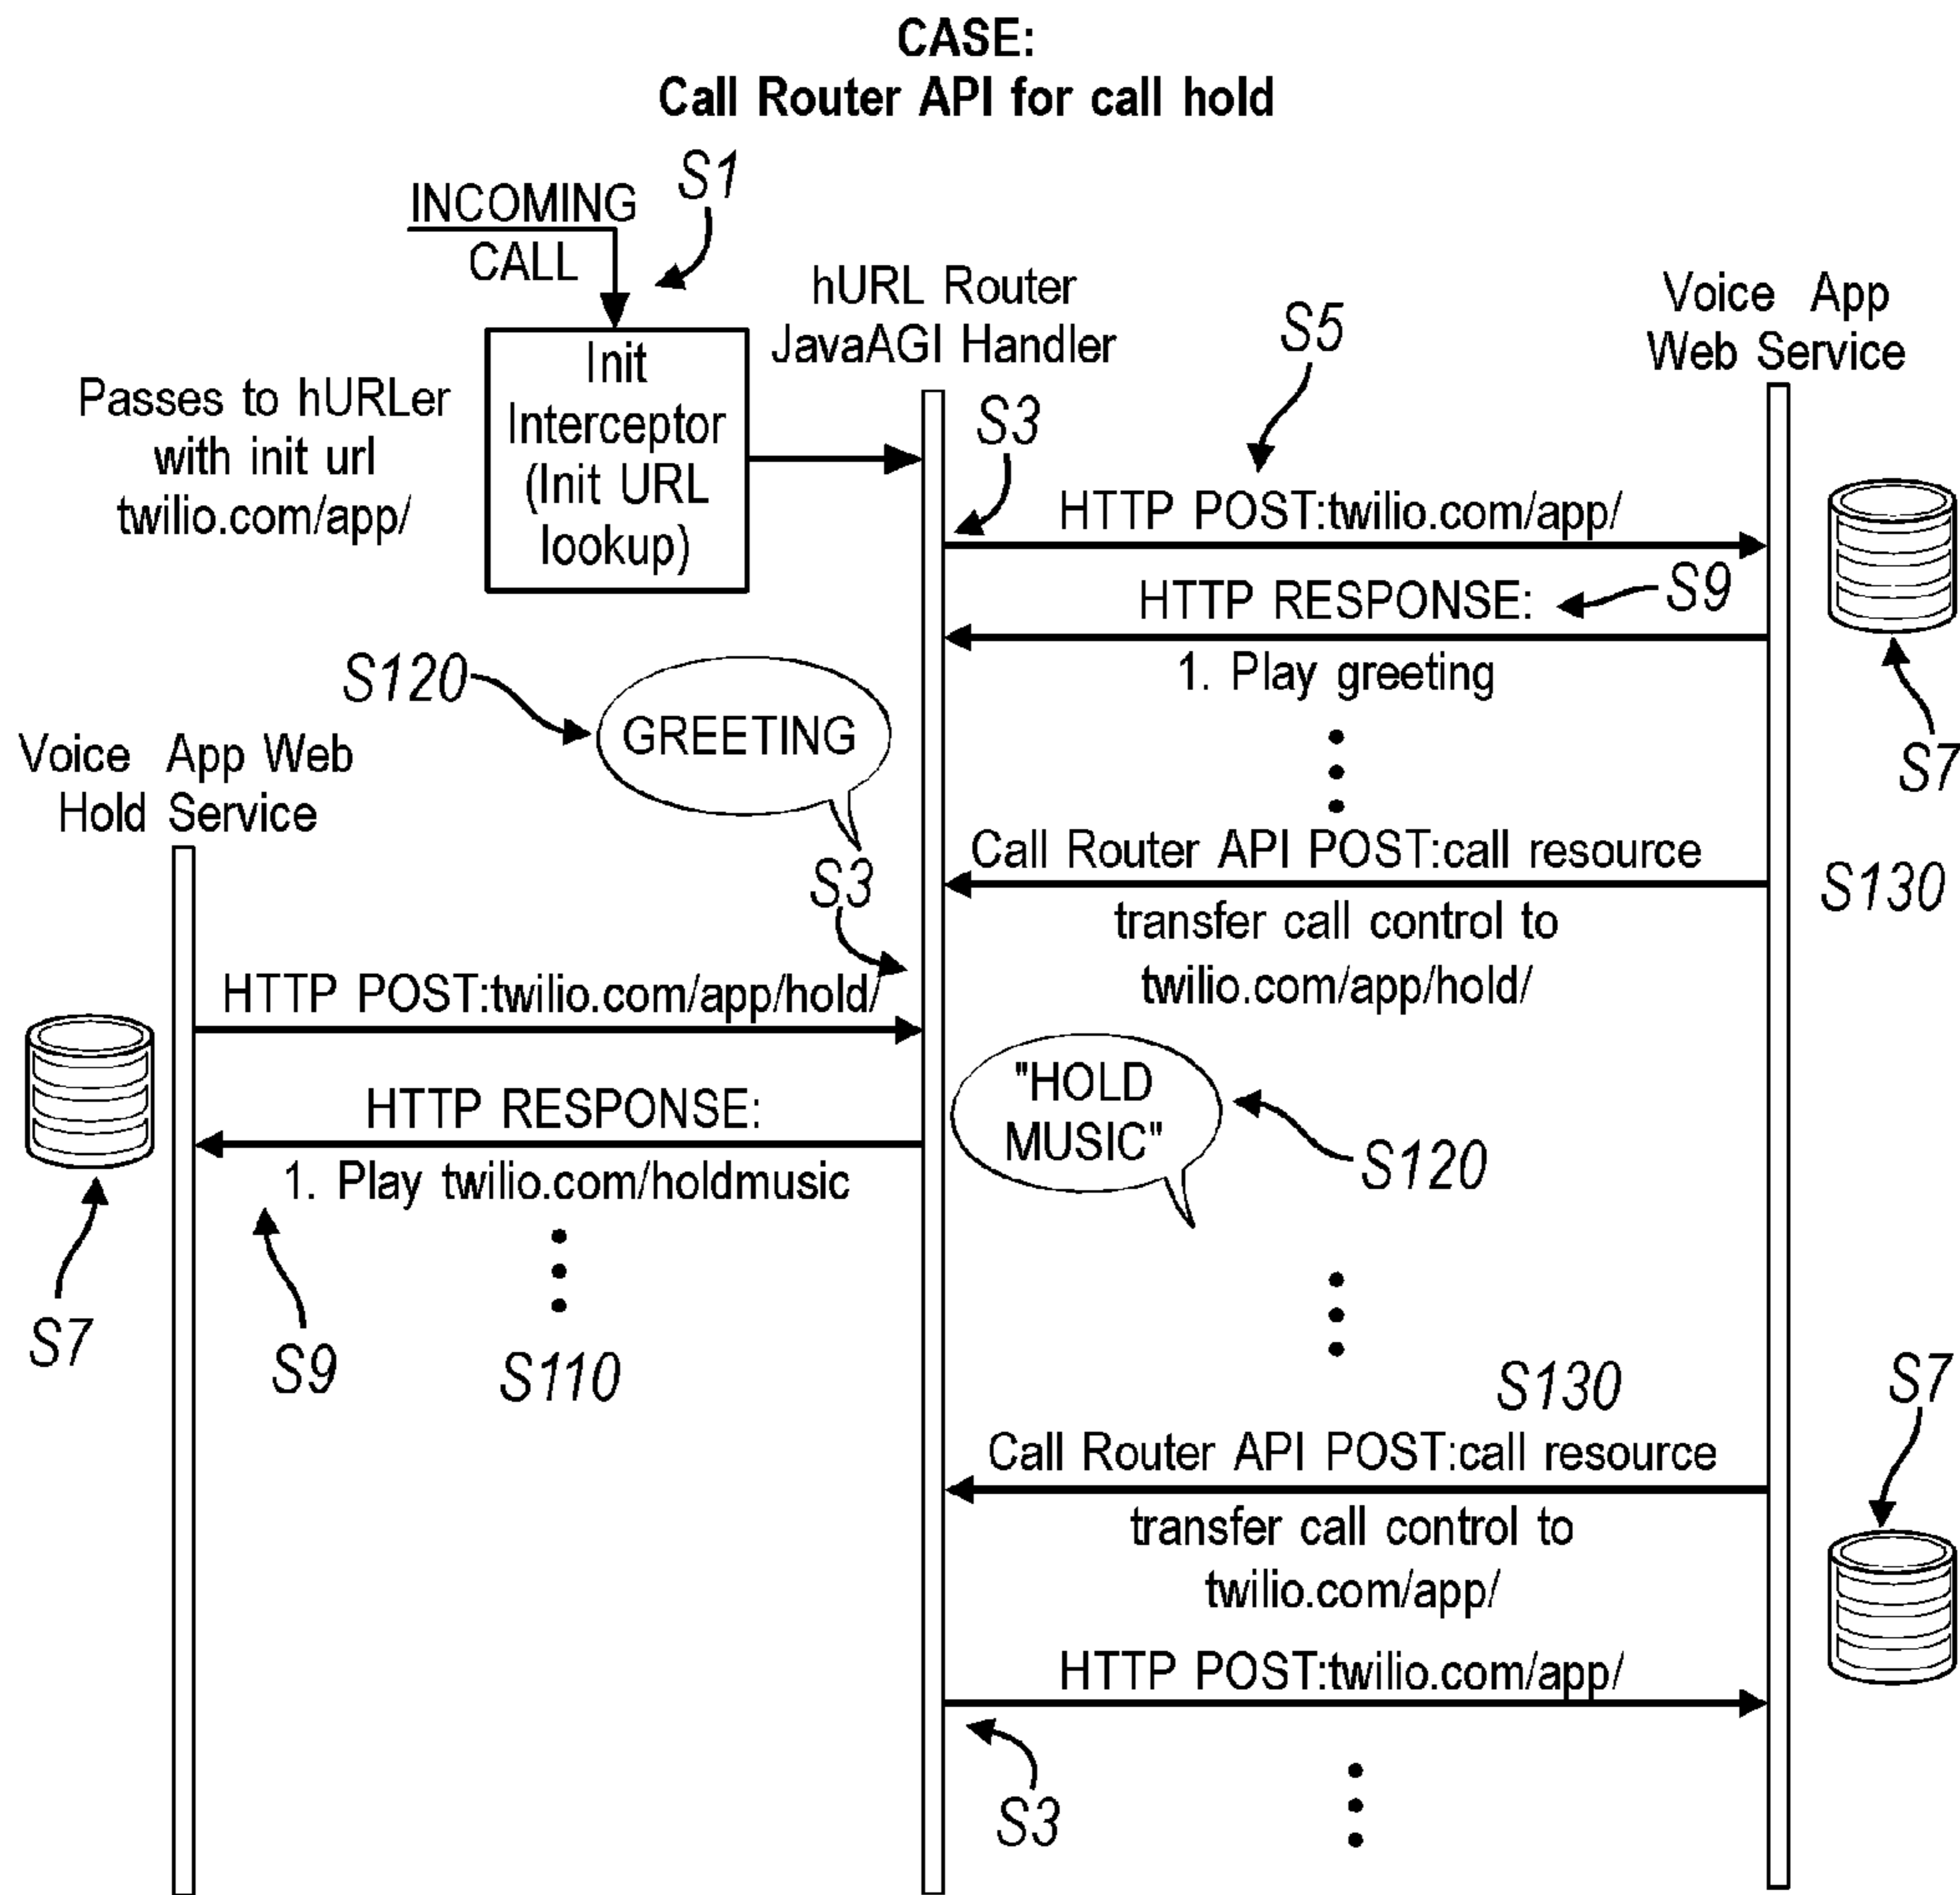 CASE:
Call Router API for call hold
S1
INCOMING
CALL
hURL Router
JavaAGI Handler
Voice App
Web Service
Init
Interceptor
(Init URL
lookup)
Passes to hURLer
with init url
twilio.com/app/
S5
S3
HTTP POST:twilio.com/app/
HTTP RESPONSE:
S9
1. Play greeting
S7
S120
GREETING
Voice App Web
Hold Service
Call Router API POST:call resource
S130
transfer call control to
twilio.com/app/hold/
S3
HTTP POST:twilio.com/app/hold/
HTTP RESPONSE:
1. Play twilio.com/holdmusic
"HOLD
MUSIC"
S120
S7
S9
S110
S130
S7
Call Router API POST:call resource
transfer call control to
twilio.com/app/
HTTP POST:twilio.com/app/
S3